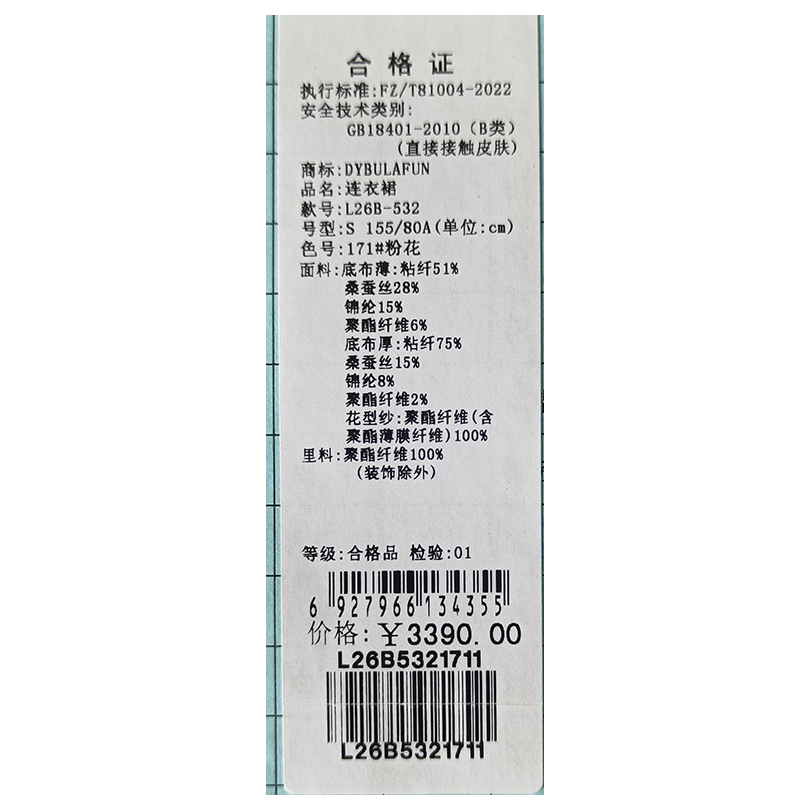 合格证
执行标准:FZ/T81004-2022
安全技术类别:
GB18401-2010 (B类)
(直接接触皮肤)
商标:DYBULAFUN
品名:连衣裙
款号:L26B-532
号型:S 155/80A(单位:cm)
色号:171#粉花
面料:底布薄:粘纤51%
桑蚕丝28%
锦纶15%
聚酯纤维6%
底布厚:粘纤75%
桑蚕丝15%
锦纶8%
聚酯纤维2%
花型纱:聚酯纤维(含
聚酯薄膜纤维)100%
里料:聚酯纤维100%
(装饰除外)
等级:合格品 检验:01
6 927966 134355
价格:￥3390.00
L26B5321711
L26B5321711